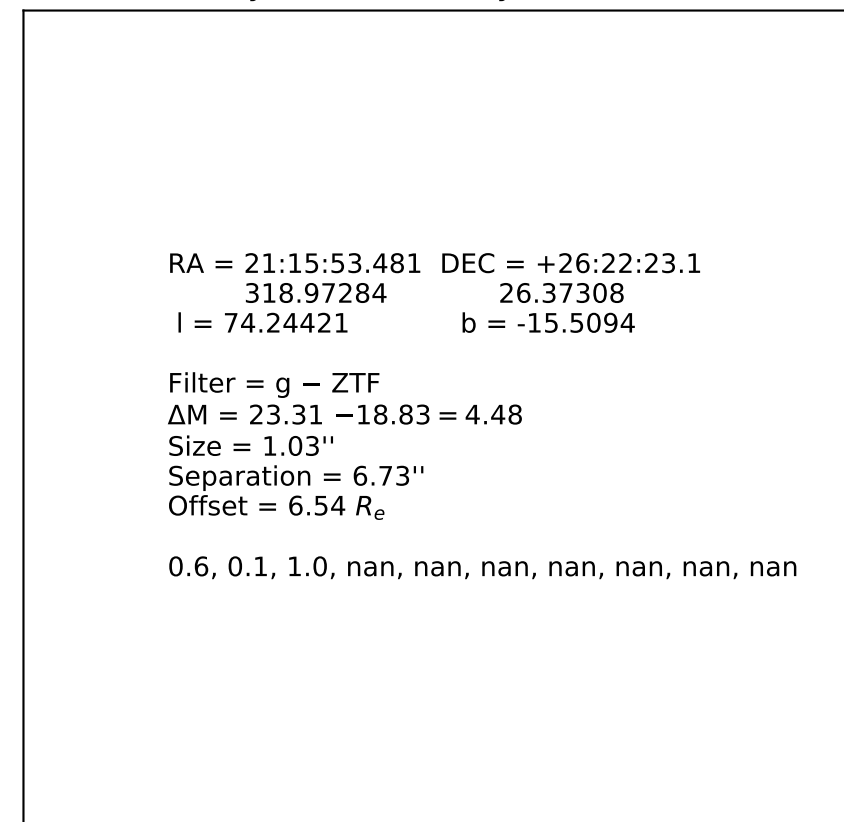 RA = 21:15:53.481 DEC = +26:22:23.1
318.97284 26.37308
l = 74.24421 b = -15.5094
Filter = g − ZTF
ΔM = 23.31 −18.83 = 4.48
Size = 1.03''
Separation = 6.73''
Offset = 6.54 Re
0.6, 0.1, 1.0, nan, nan, nan, nan, nan, nan, nan